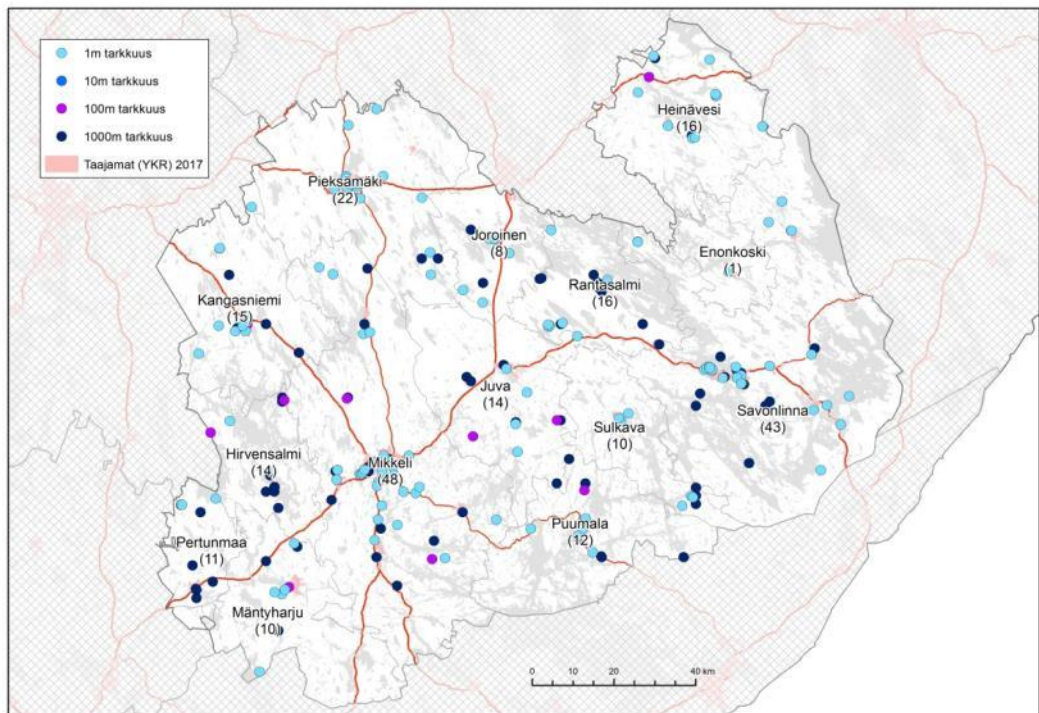 1m tarkkuus
10m tarkkuus
100m tarkkuus
1000m tarkkuus
Taajamat (YKR) 2017
Heinävesi
(16)
Pieksämäki
(22)
Joroinen
(8)
Enonkoski
(1)
Rantasalmi
(16)
Kangasniemi
(15)
Juva
(14)
Savonlinna
(43)
Sulkava
(10)
Hirvensalmi
(14)
Mikkeli
(48)
Puumala
(12)
Pertunmaa
(11)
Mäntyharju
(10)
0 10 20 40 km